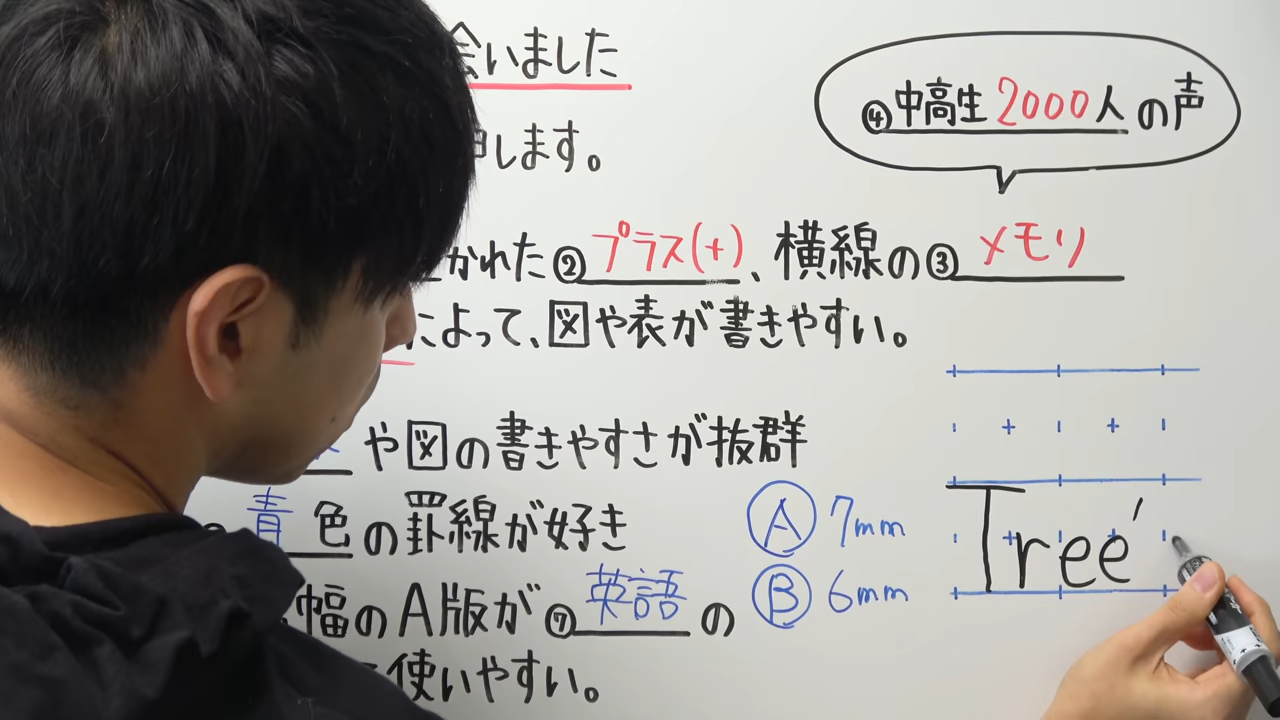 会いました
します。
④中高生2000人の声
かれた②プラス(+)、横線の③メモリ
によって、図や表が書きやすい。
や図の書きやすさが抜群
青色の罫線が好き
Ⓐ 7mm
幅のA版が⑦英語の
Ⓑ 6mm
使いやすい。
Tree'